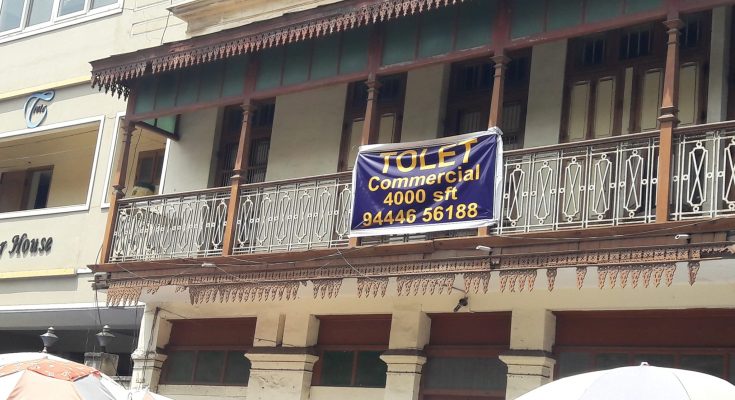 TOLET
Commercial
4000 sft
94446 56188
House